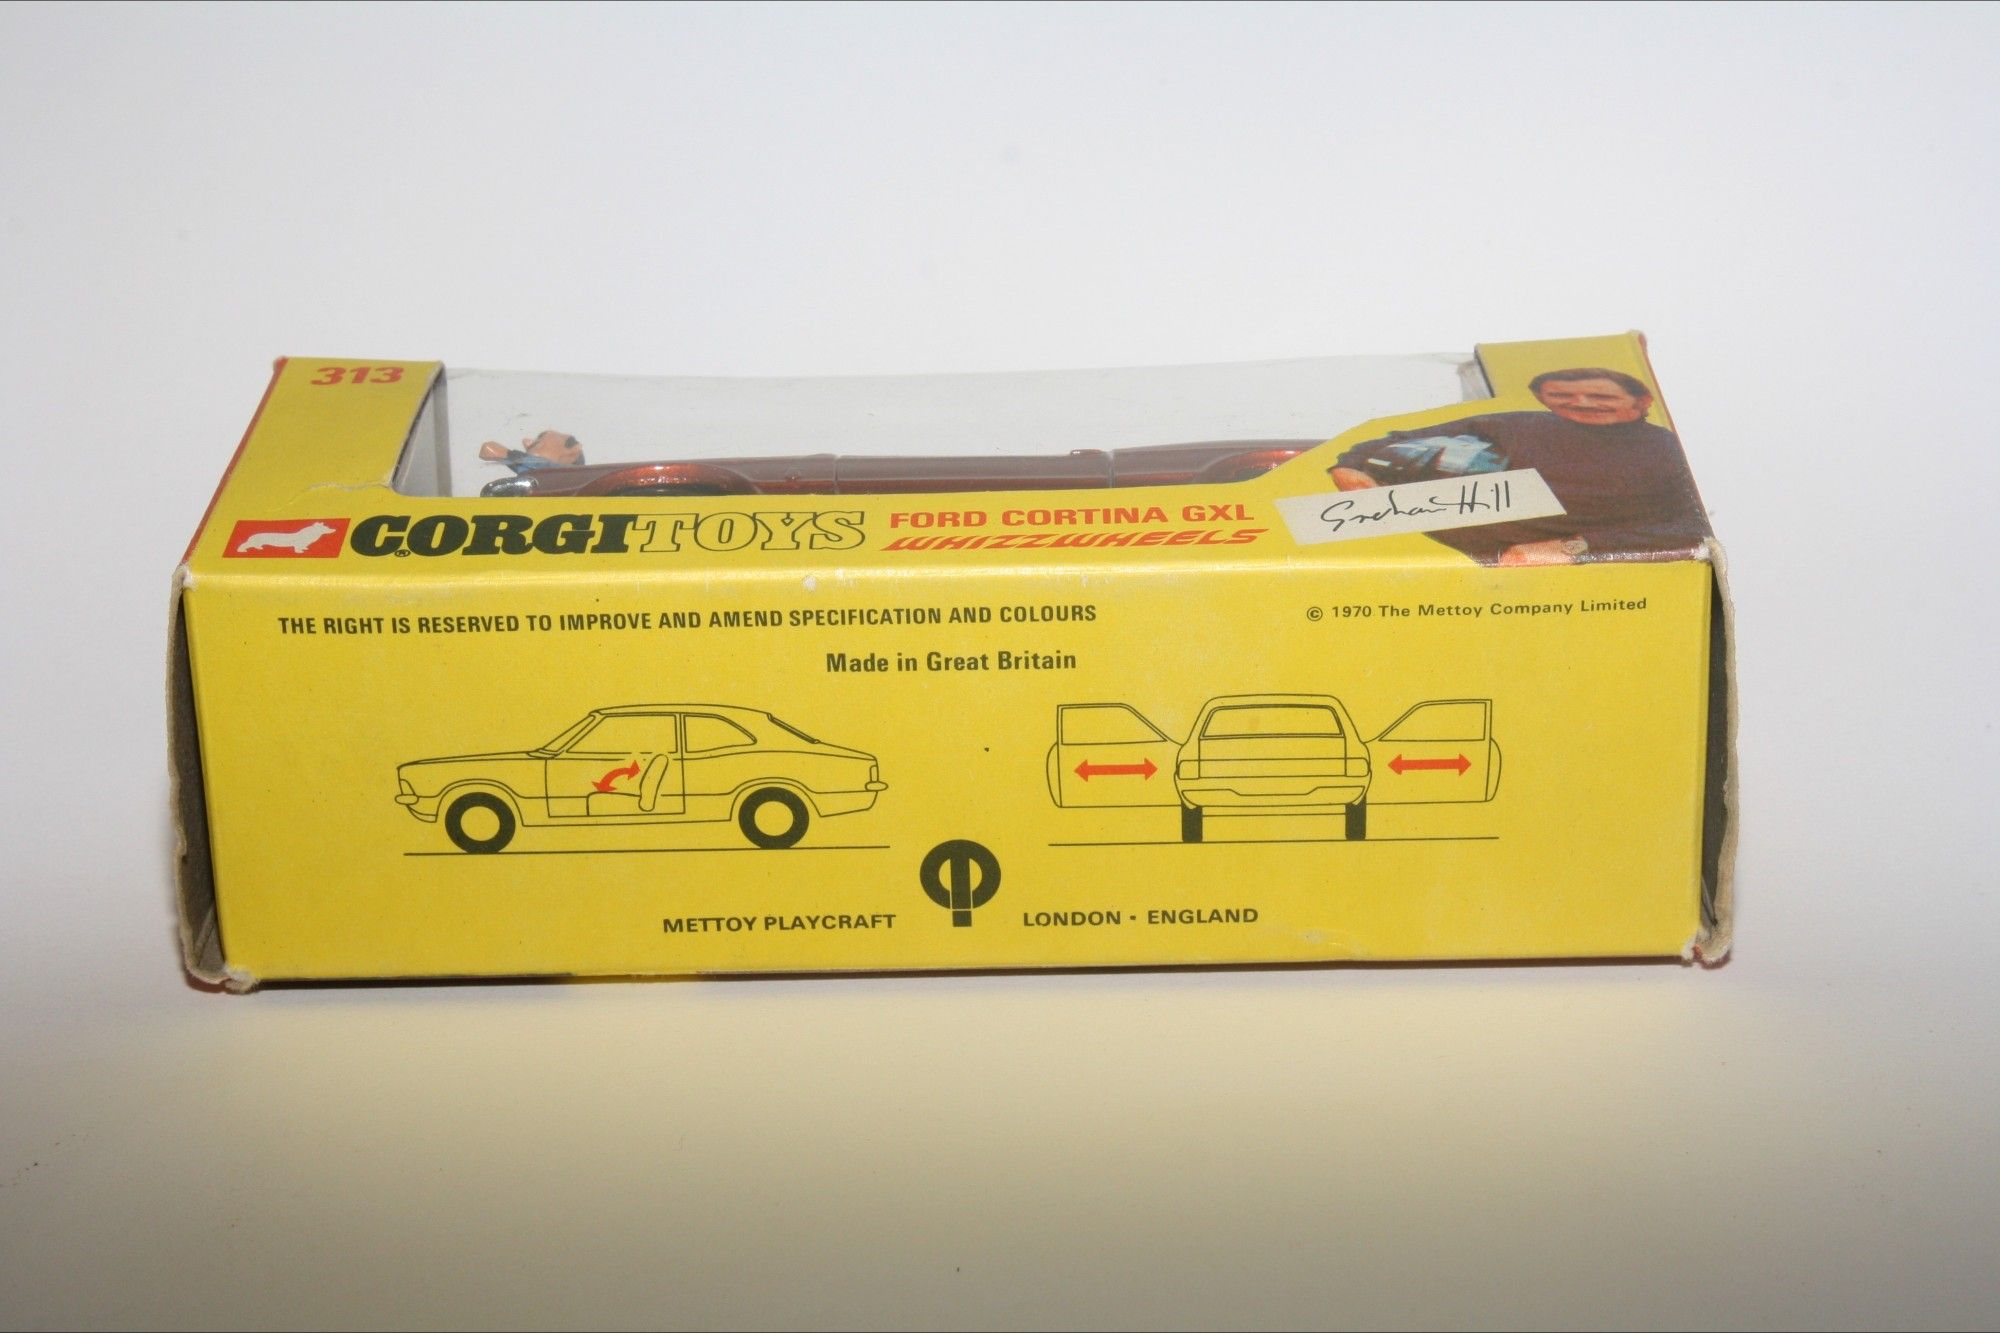 313
CORGI TOYS
FORD CORTINA GXL
WHIZZWHEELS
Graham Hill
THE RIGHT IS RESERVED TO IMPROVE AND AMEND SPECIFICATION AND COLOURS
© 1970 The Mettoy Company Limited
Made in Great Britain
METTOY PLAYCRAFT
LONDON • ENGLAND